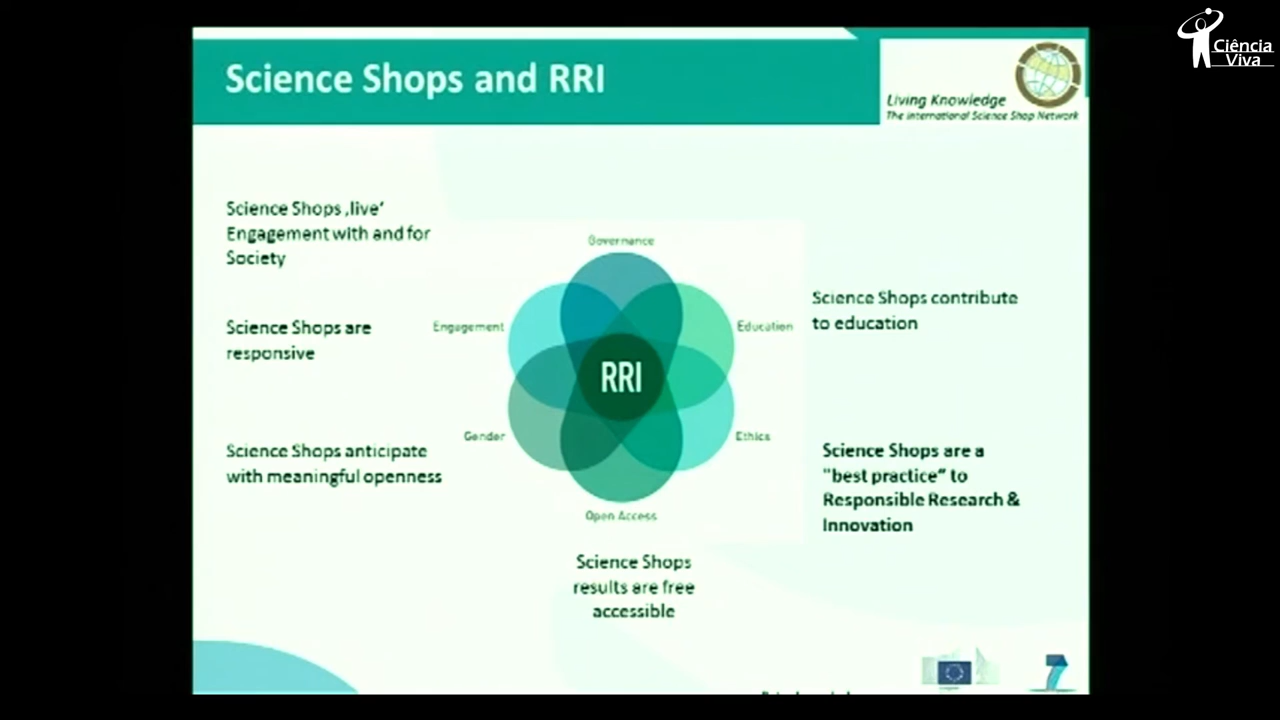 Science Shops and RRI
Living Knowledge
The International Science Shop Network
Ciência
Viva
Science Shops ‚live’
Engagement with and for
Society
Science Shops are
responsive
Science Shops anticipate
with meaningful openness
Governance
Engagement
Education
RRI
Gender
Ethics
Open Access
Science Shops
results are free
accessible
Science Shops contribute
to education
Science Shops are a
"best practice“ to
Responsible Research &
Innovation
7